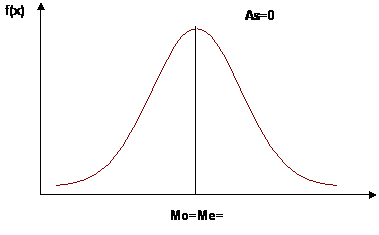 f(x)
As=0
Mo=Me=